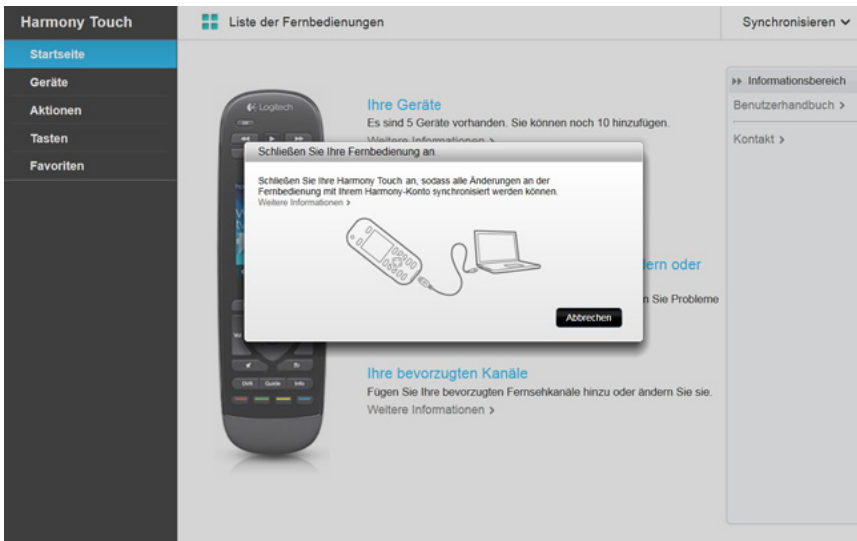 Harmony Touch
Liste der Fernbedienungen
Synchronisieren
Startseite
Geräte
Aktionen
Tasten
Favoriten
Informationsbereich
Benutzerhandbuch >
Kontakt >
Logitech
Ihre Geräte
Es sind 5 Geräte vorhanden. Sie können noch 10 hinzufügen.
Weitere Informationen >
Schließen Sie Ihre Fernbedienung an
Schließen Sie Ihre Harmony Touch an, sodass alle Änderungen an der
Fernbedienung mit Ihrem Harmony-Konto synchronisiert werden können.
Weitere Informationen >
Abbrechen
ern oder
n Sie Probleme
Ihre bevorzugten Kanäle
Fügen Sie Ihre bevorzugten Fernsehkanäle hinzu oder ändern Sie sie.
Weitere Informationen >
DVR Guide Info